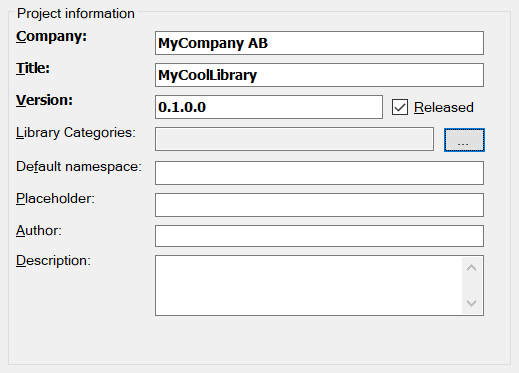 Project information
Company: MyCompany AB
Title: MyCoolLibrary
Version: 0.1.0.0 Released
Library Categories: ...
Default namespace:
Placeholder:
Author:
Description: